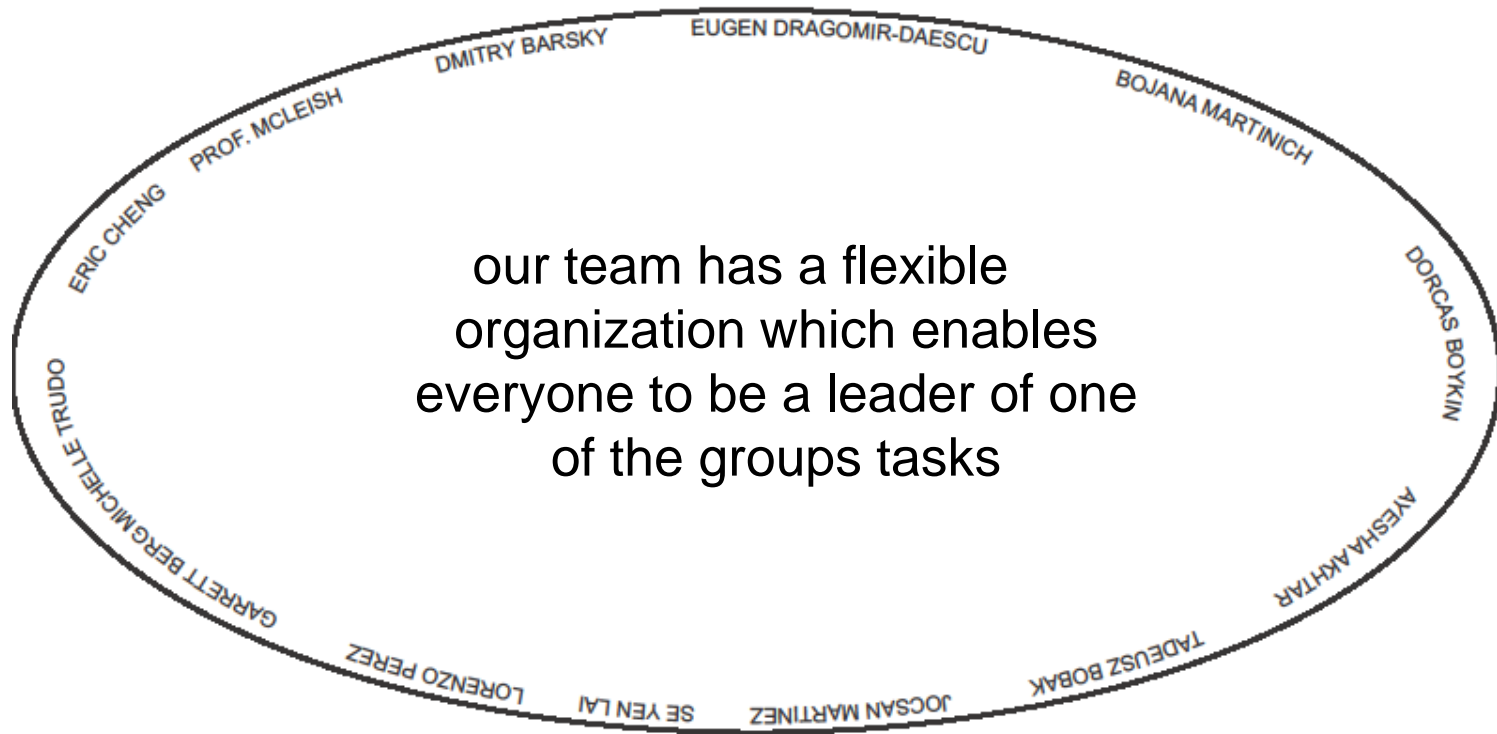 EUGEN DRAGOMIR-DAESCU
BOJANA MARTINICH
DORCAS BOYKIN
AYESHA AKHTAR
TADEUSZ BOBAK
JOCSAN MARTINEZ
SE YEN LAI
LORENZO PEREZ
GARRETT BERG
MICHELLE TRUDO
ERIC CHENG
PROF. MCLEISH
DMITRY BARSKY
our team has a flexible
organization which enables
everyone to be a leader of one
of the groups tasks